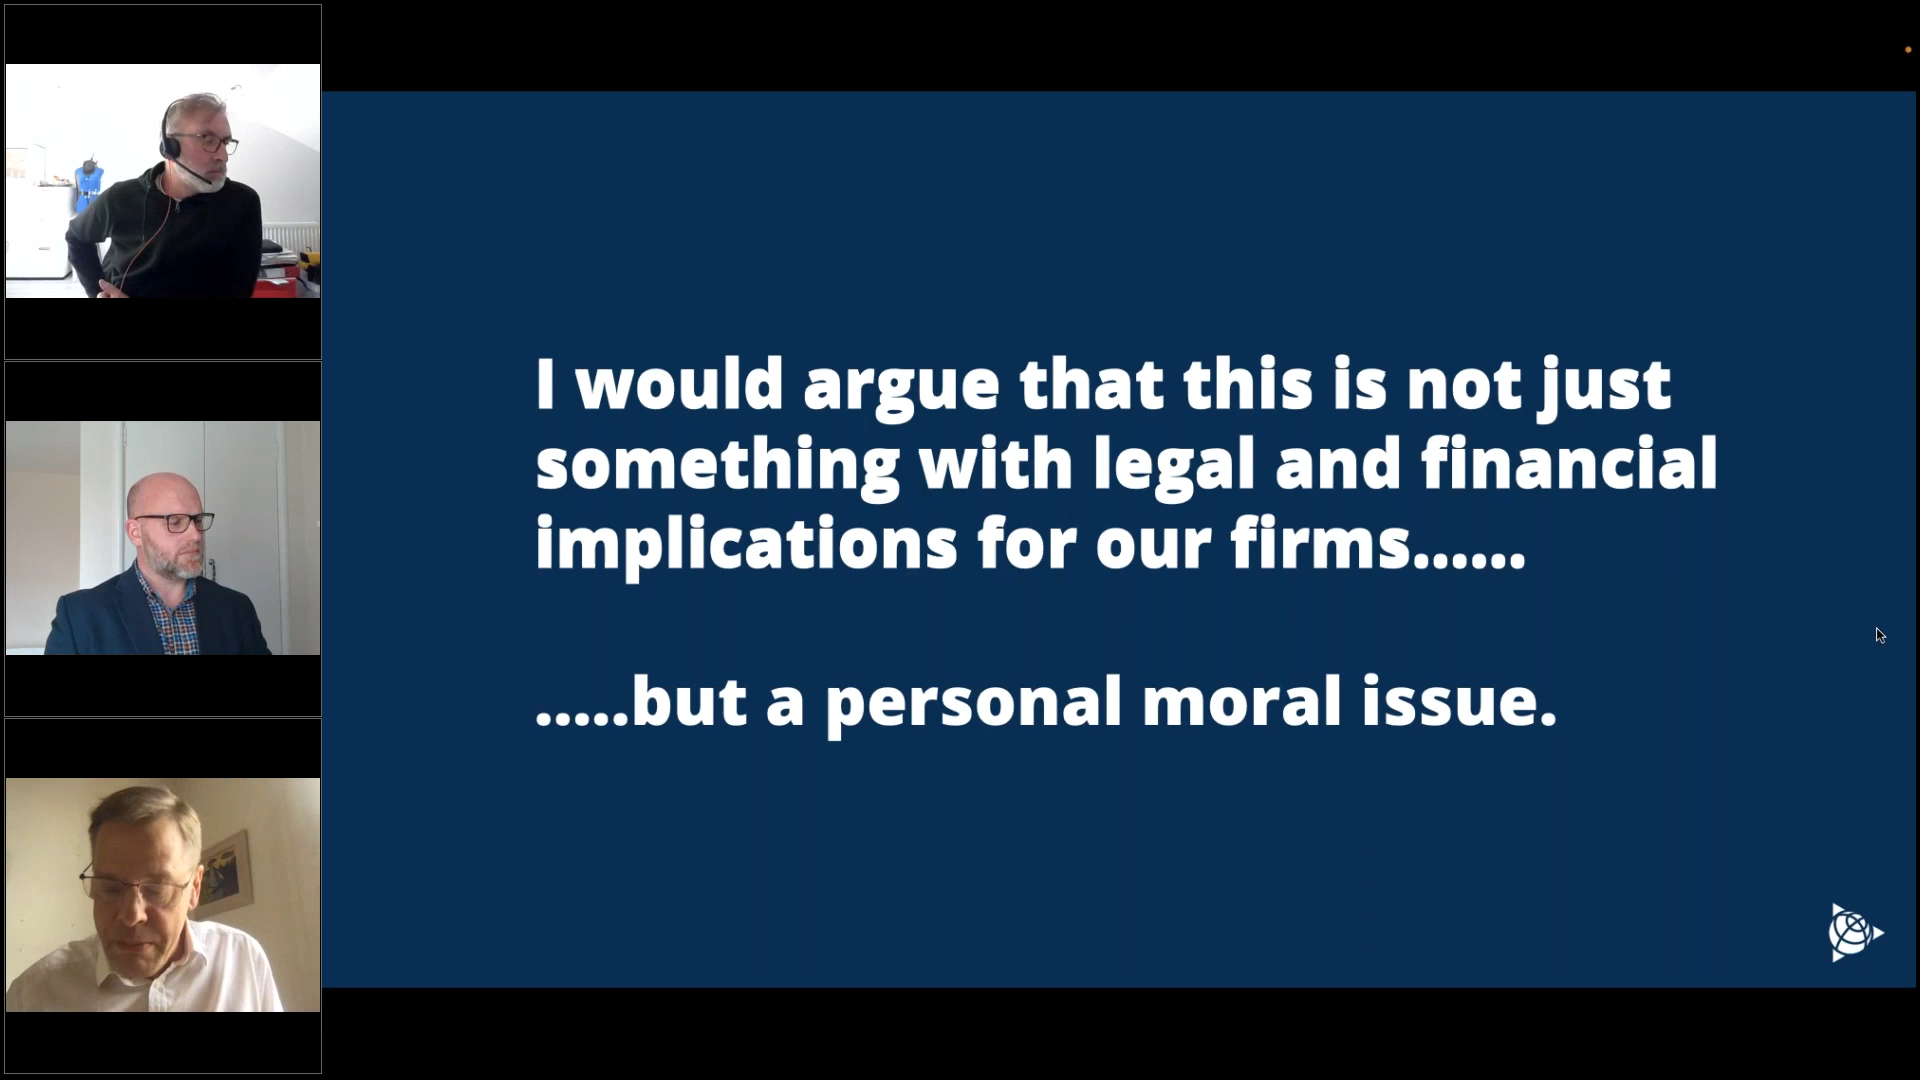 I would argue that this is not just
something with legal and financial
implications for our firms......
.....but a personal moral issue.